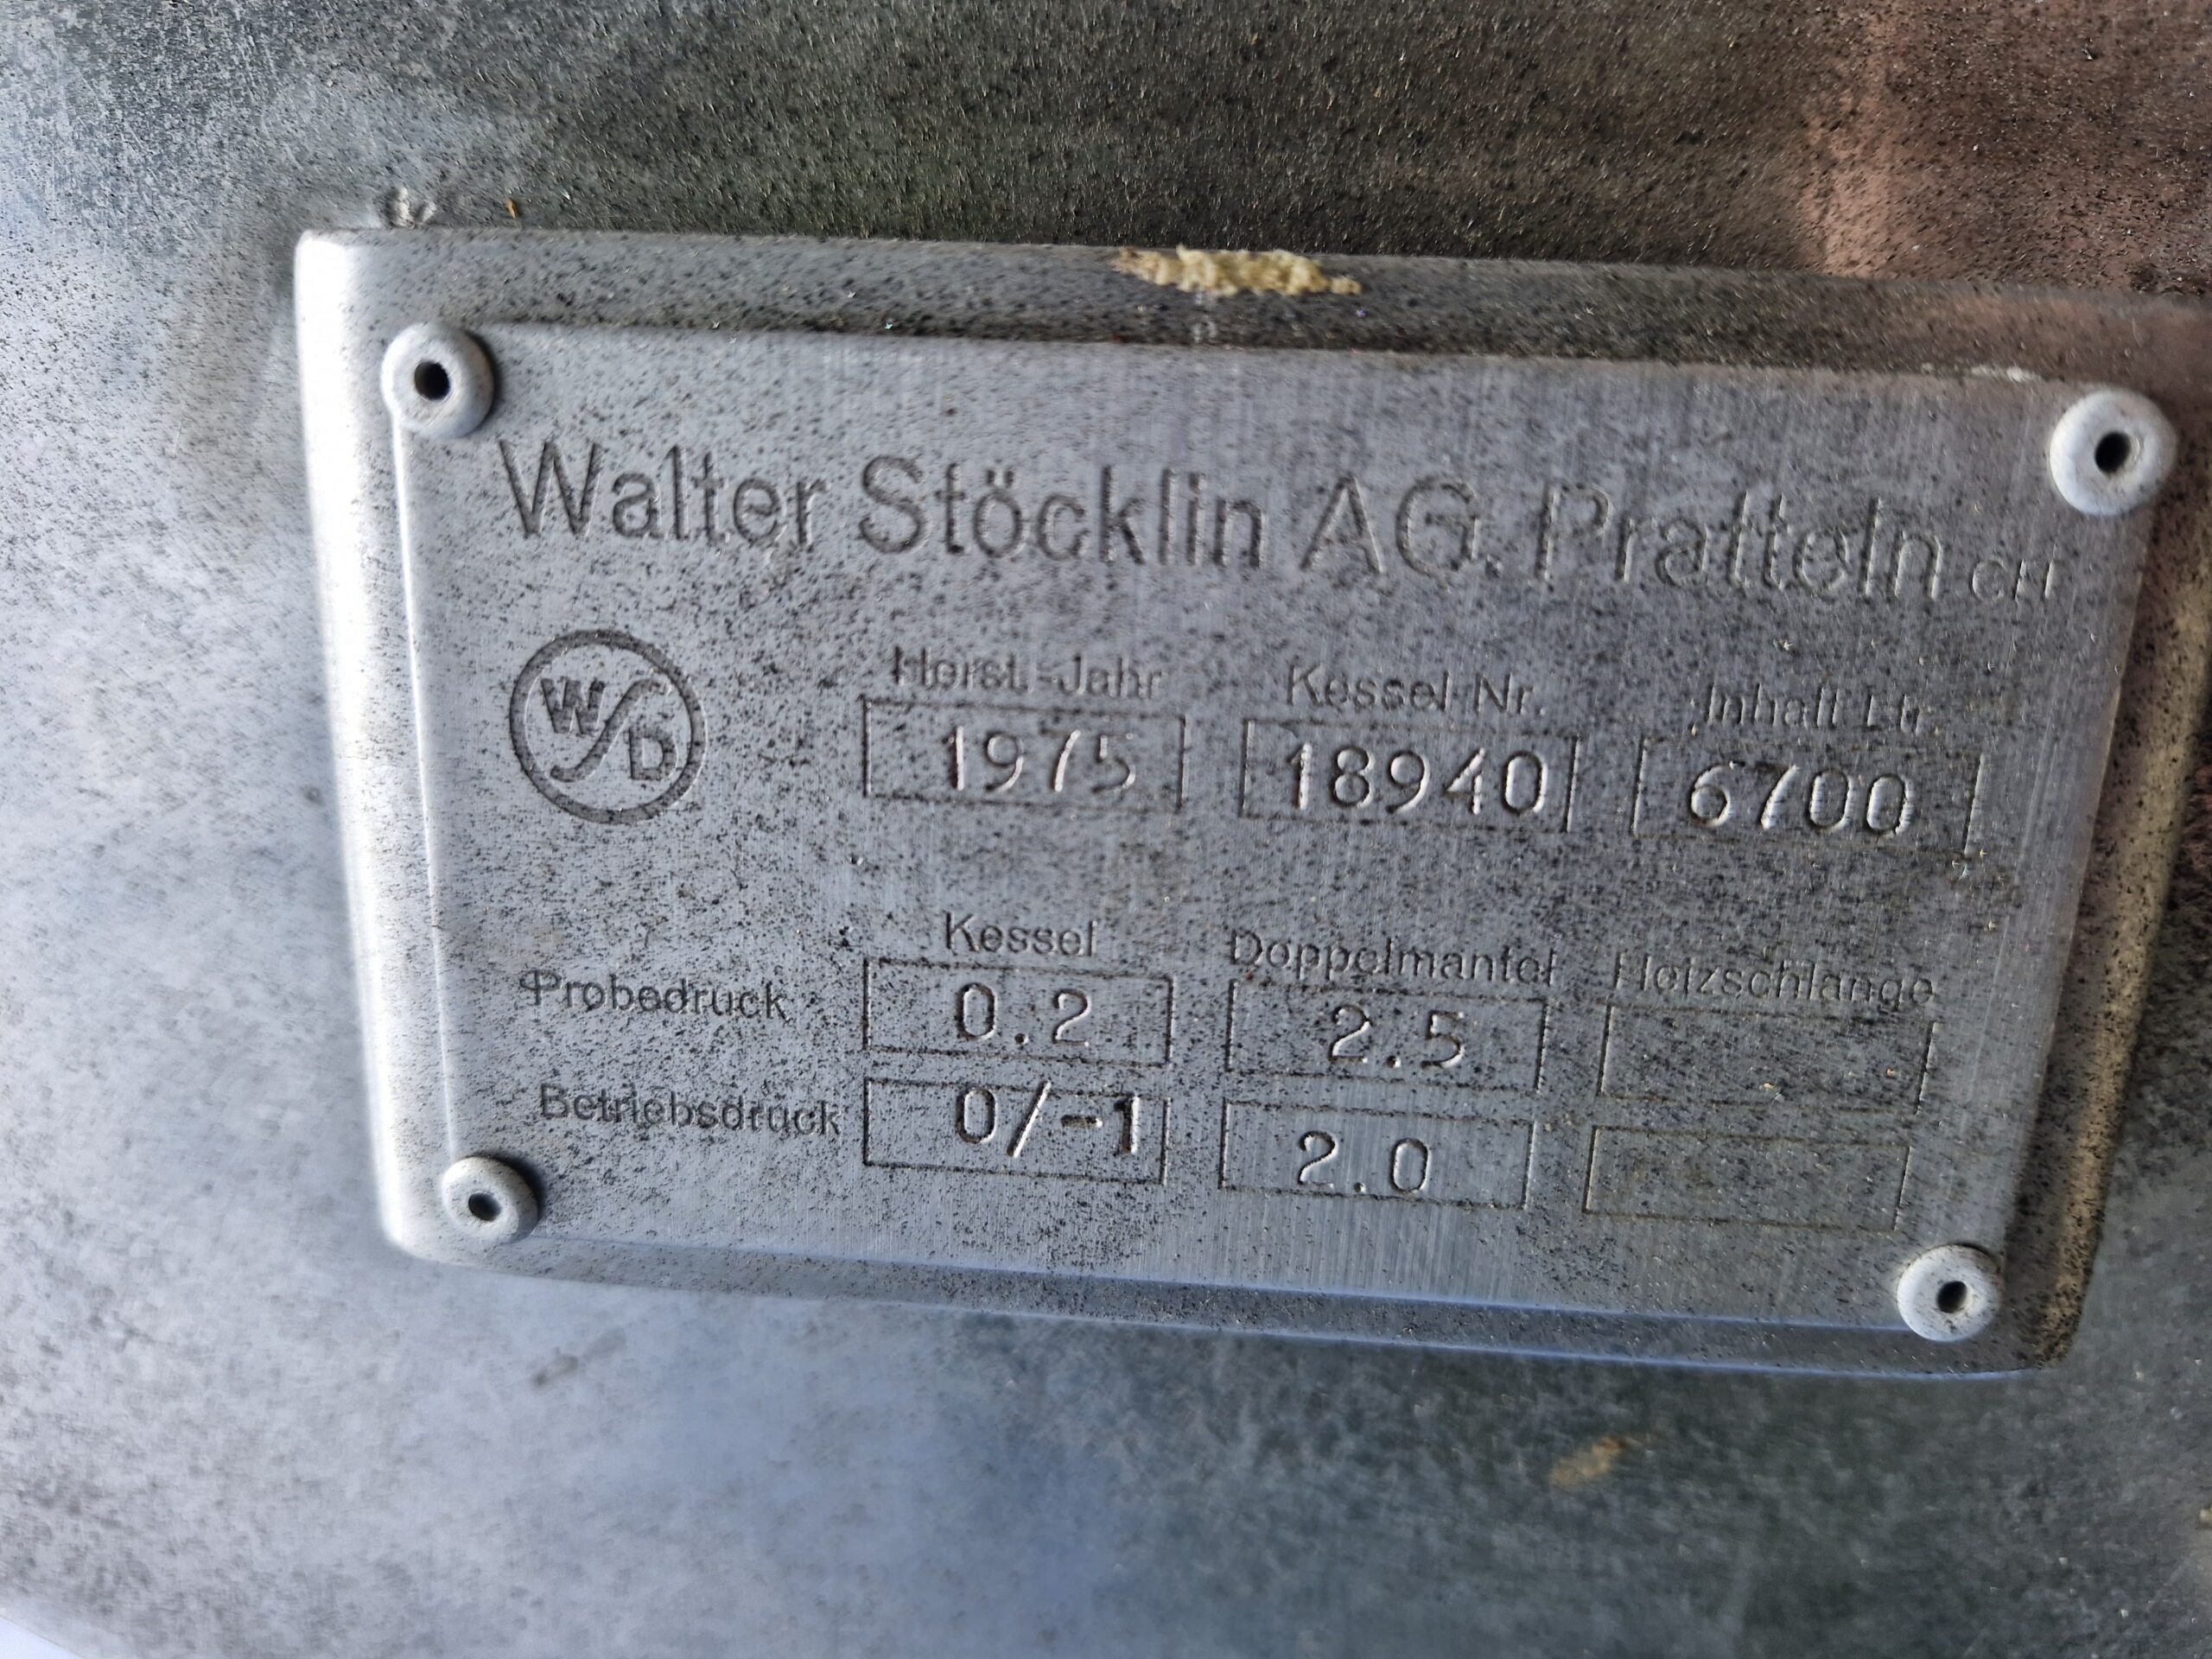 Walter Stöcklin AG. Pratteln CH
WSD
Herst.-Jahr Kessel-Nr. Inhalt Ltr.
1975 18940 6700
Kessel Doppelmantel Heizschlange
Probedruck 0.2 2.5
Betriebsdruck 0/-1 2.0